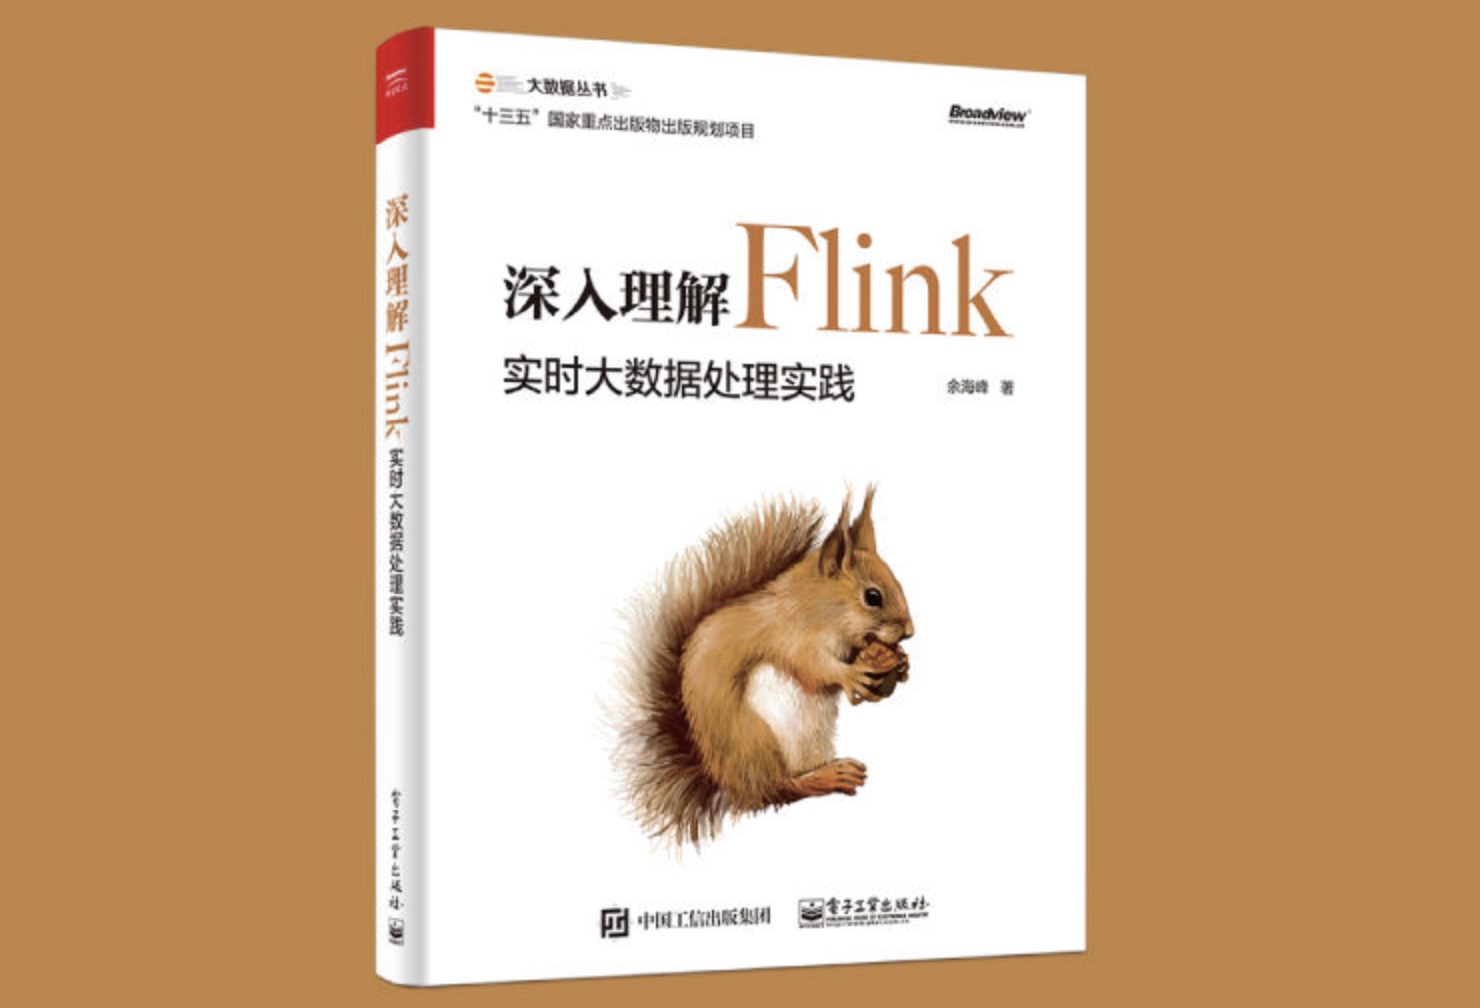 大数据丛书
“十三五”国家重点出版物出版规划项目
Broadview
深入理解Flink
实时大数据处理实践
余海峰 著
中国工信出版集团
电子工业出版社
深入理解Flink
实时大数据处理实践
电子工业出版社